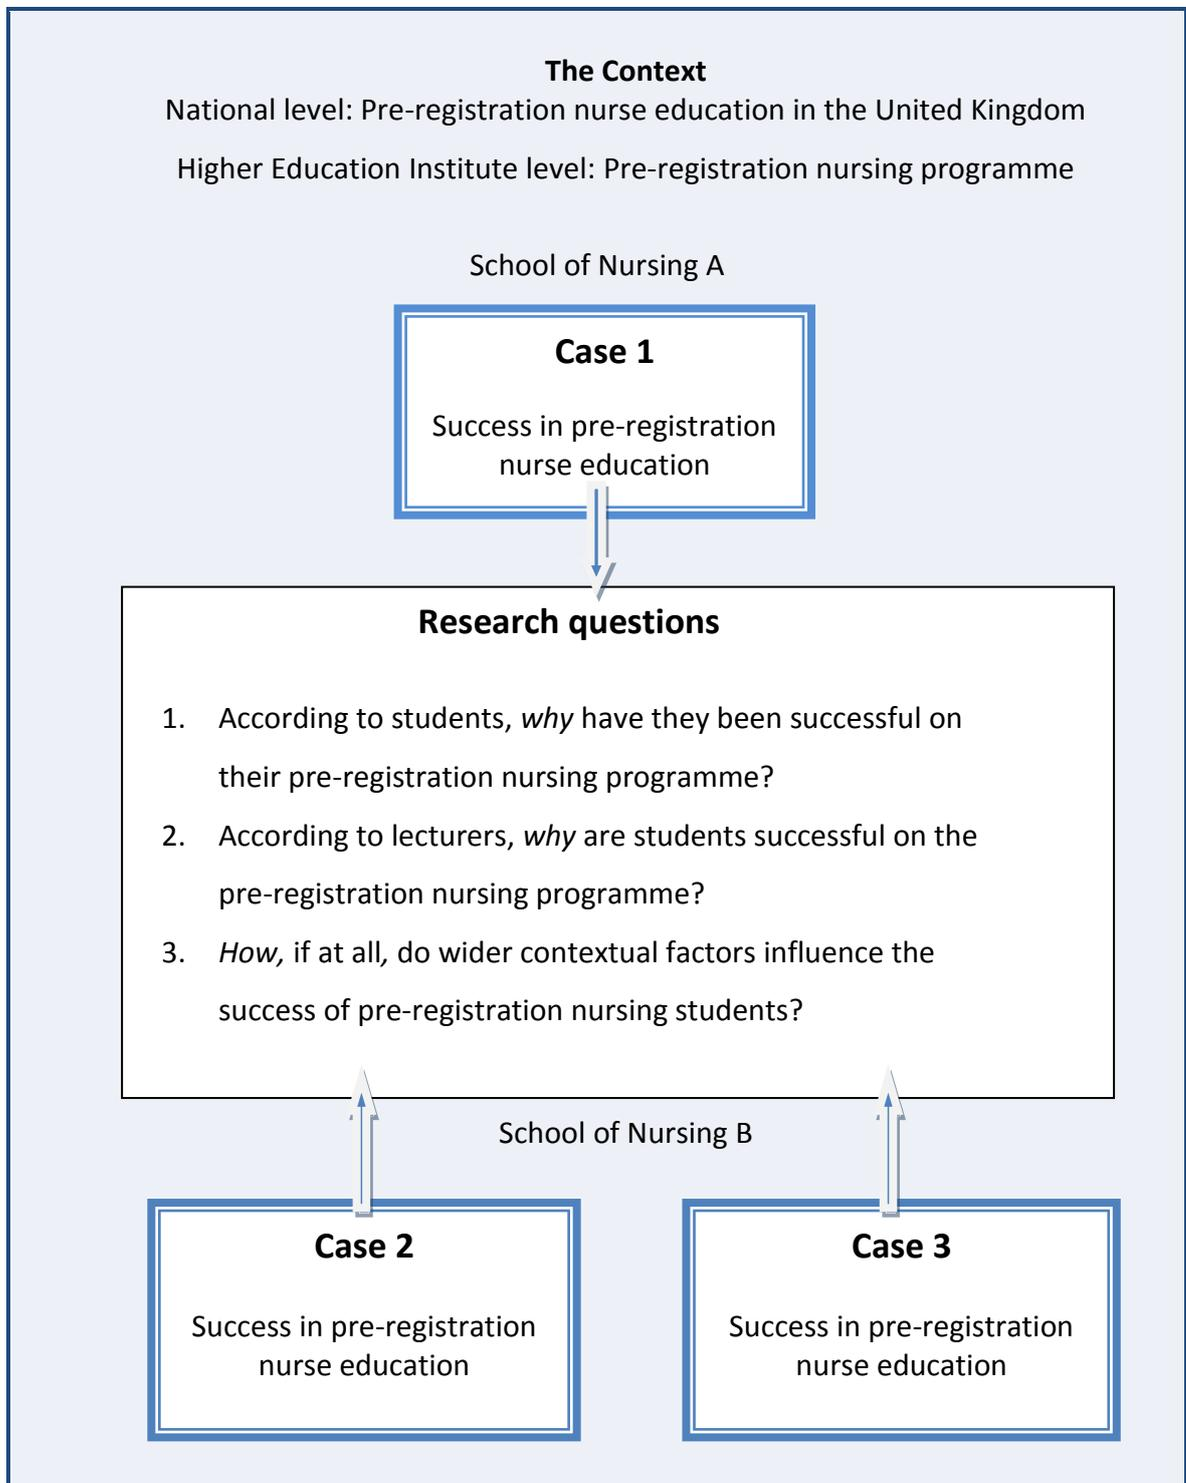 The Context
National level: Pre-registration nurse education in the United Kingdom
Higher Education Institute level: Pre-registration nursing programme
School of Nursing A
Case 1
Success in pre-registration
nurse education
Research questions
1. According to students, why have they been successful on
their pre-registration nursing programme?
2. According to lecturers, why are students successful on the
pre-registration nursing programme?
3. How, if at all, do wider contextual factors influence the
success of pre-registration nursing students?
School of Nursing B
Case 2
Success in pre-registration
nurse education
Case 3
Success in pre-registration
nurse education